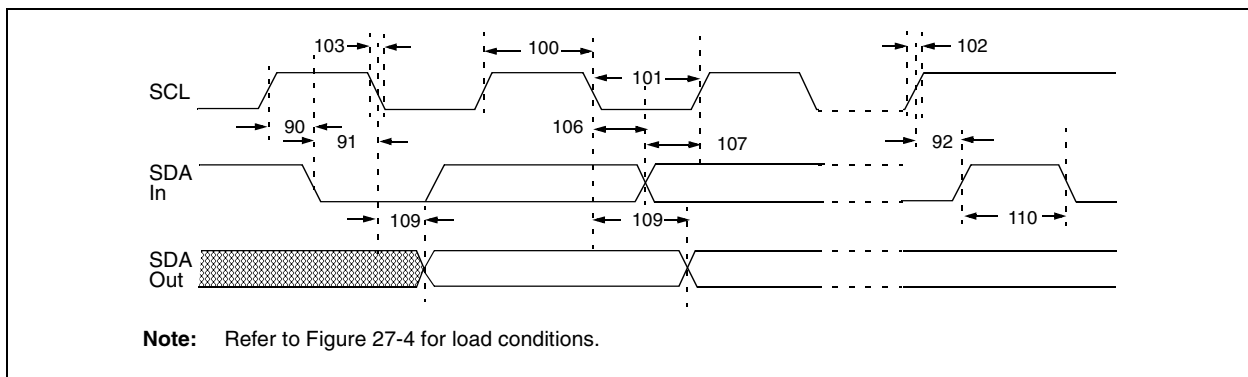 103
100
102
101
SCL
90
106
91
107
92
SDA
In
109
109
110
SDA
Out
Note: Refer to Figure 27-4 for load conditions.